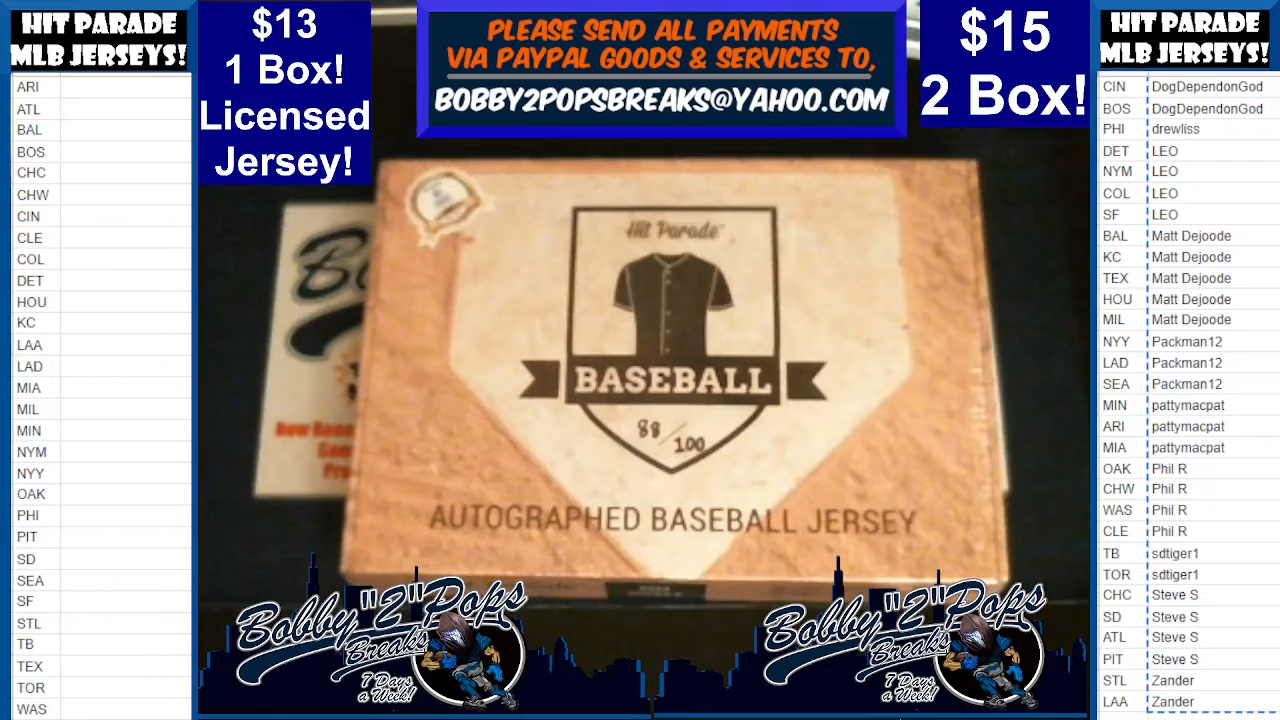 HIT PARADE
MLB JERSEYS!
ARI
ATL
BAL
BOS
CHC
CHW
CIN
CLE
COL
DET
HOU
KC
LAA
LAD
MIA
MIL
MIN
NYM
NYY
OAK
PHI
PIT
SD
SEA
SF
STL
TB
TEX
TOR
WAS
$13
1 Box!
Licensed
Jersey!
PLEASE SEND ALL PAYMENTS
VIA PAYPAL GOODS & SERVICES TO,
BOBBY2POPSBREAKS@YAHOO.COM
$15
2 Box!
Hit Parade
BASEBALL
88/100
AUTOGRAPHED BASEBALL JERSEY
Bobby "2" Pops
Breaks
7 Days
a Week!
Bobby "2" Pops
Breaks
7 Days
a Week!
HIT PARADE
MLB JERSEYS!
CIN DogDependonGod
BOS DogDependonGod
PHI drewliss
DET LEO
NYM LEO
COL LEO
SF LEO
BAL Matt Dejoode
KC Matt Dejoode
TEX Matt Dejoode
HOU Matt Dejoode
MIL Matt Dejoode
NYY Packman12
LAD Packman12
SEA Packman12
MIN pattymacpat
ARI pattymacpat
MIA pattymacpat
OAK Phil R
CHW Phil R
WAS Phil R
CLE Phil R
TB sdtiger1
TOR sdtiger1
CHC Steve S
SD Steve S
ATL Steve S
PIT Steve S
STL Zander
LAA Zander